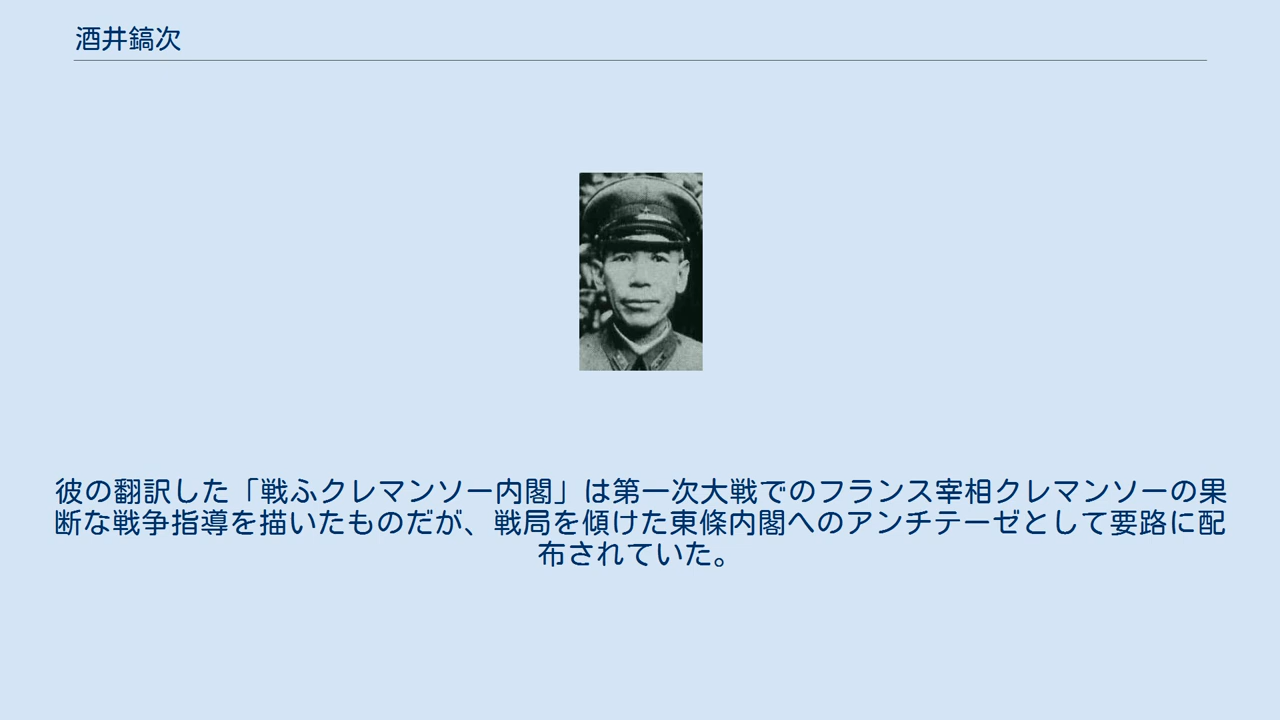 酒井鎬次
彼の翻訳した「戦ふクレマンソー内閣」は第一次大戦でのフランス宰相クレマンソーの果
断な戦争指導を描いたものだが、戦局を傾けた東條内閣へのアンチテーゼとして要路に配
布されていた。